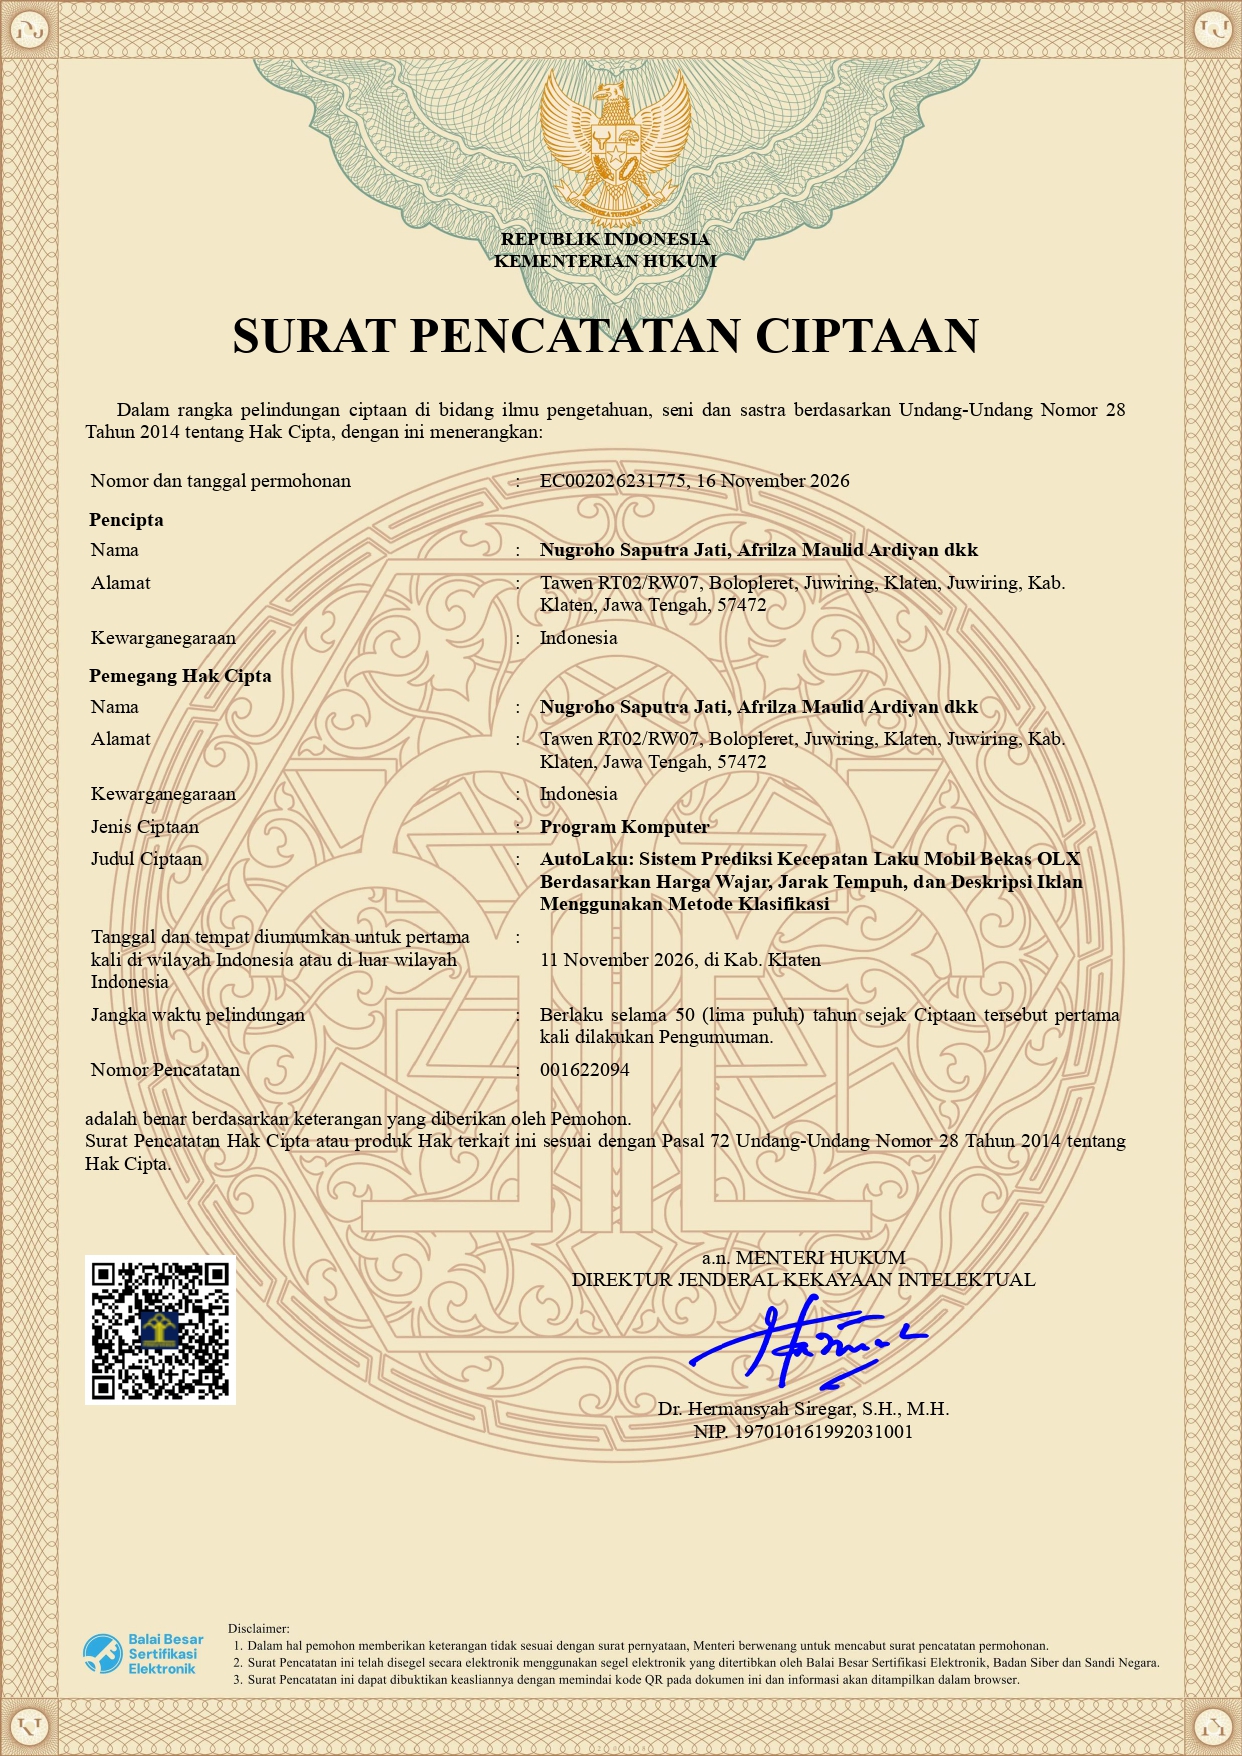 REPUBLIK INDONESIA
KEMENTERIAN HUKUM
SURAT PENCATATAN CIPTAAN
Dalam rangka pelindungan ciptaan di bidang ilmu pengetahuan, seni dan sastra berdasarkan Undang-Undang Nomor 28
Tahun 2014 tentang Hak Cipta, dengan ini menerangkan:
Nomor dan tanggal permohonan : EC002026231775, 16 November 2026
Pencipta
Nama : Nugroho Saputra Jati, Afrilza Maulid Ardiyan dkk
Alamat : Tawen RT02/RW07, Bolopleret, Juwiring, Klaten, Juwiring, Kab.
Klaten, Jawa Tengah, 57472
Kewarganegaraan : Indonesia
Pemegang Hak Cipta
Nama : Nugroho Saputra Jati, Afrilza Maulid Ardiyan dkk
Alamat : Tawen RT02/RW07, Bolopleret, Juwiring, Klaten, Juwiring, Kab.
Klaten, Jawa Tengah, 57472
Kewarganegaraan : Indonesia
Jenis Ciptaan : Program Komputer
Judul Ciptaan : AutoLaku: Sistem Prediksi Kecepatan Laku Mobil Bekas OLX
Berdasarkan Harga Wajar, Jarak Tempuh, dan Deskripsi Iklan
Menggunakan Metode Klasifikasi
Tanggal dan tempat diumumkan untuk pertama :
kali di wilayah Indonesia atau di luar wilayah 11 November 2026, di Kab. Klaten
Indonesia
Jangka waktu pelindungan : Berlaku selama 50 (lima puluh) tahun sejak Ciptaan tersebut pertama
kali dilakukan Pengumuman.
Nomor Pencatatan : 001622094
adalah benar berdasarkan keterangan yang diberikan oleh Pemohon.
Surat Pencatatan Hak Cipta atau produk Hak terkait ini sesuai dengan Pasal 72 Undang-Undang Nomor 28 Tahun 2014 tentang
Hak Cipta.
a.n. MENTERI HUKUM
DIREKTUR JENDERAL KEKAYAAN INTELEKTUAL
Dr. Hermansyah Siregar, S.H., M.H.
NIP. 197010161992031001
Balai Besar
Sertifikasi
Elektronik
Disclaimer:
1. Dalam hal pemohon memberikan keterangan tidak sesuai dengan surat pernyataan, Menteri berwenang untuk mencabut surat pencatatan permohonan.
2. Surat Pencatatan ini telah disegel secara elektronik menggunakan segel elektronik yang ditertibkan oleh Balai Besar Sertifikasi Elektronik, Badan Siber dan Sandi Negara.
3. Surat Pencatatan ini dapat dibuktikan keasliannya dengan memindai kode QR pada dokumen ini dan informasi akan ditampilkan dalam browser.